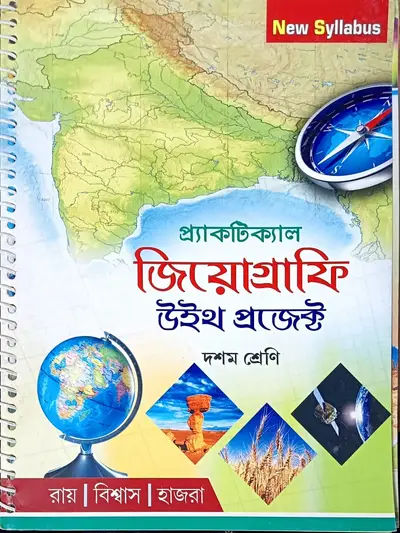 New Syllabus
প্র্যাকটিক্যাল
জিয়োগ্রাফি
উইথ প্রজেক্ট
দশম শ্রেণি
রায় | বিশ্বাস | হাজরা